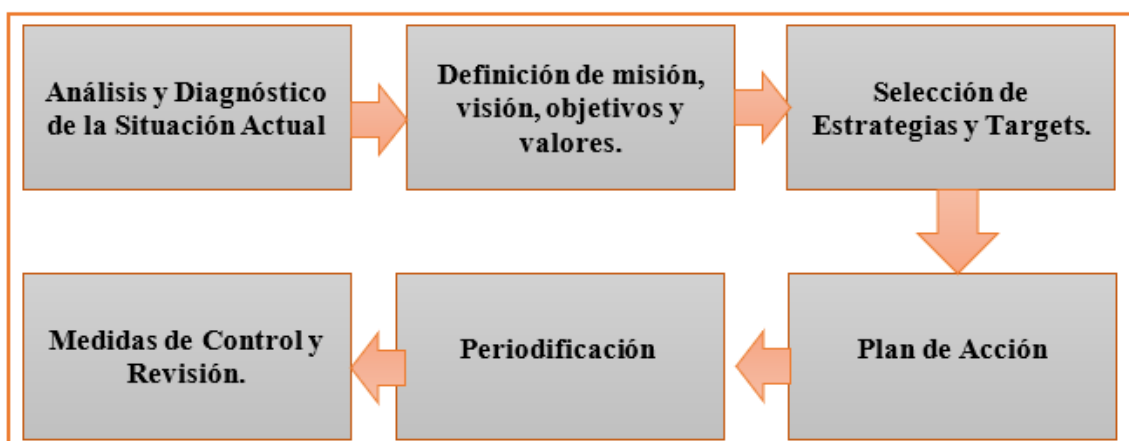 Análisis y Diagnóstico
de la Situación Actual
Definición de misión,
visión, objetivos y
valores.
Selección de
Estrategias y Targets.
Plan de Acción
Periodificación
Medidas de Control y
Revisión.